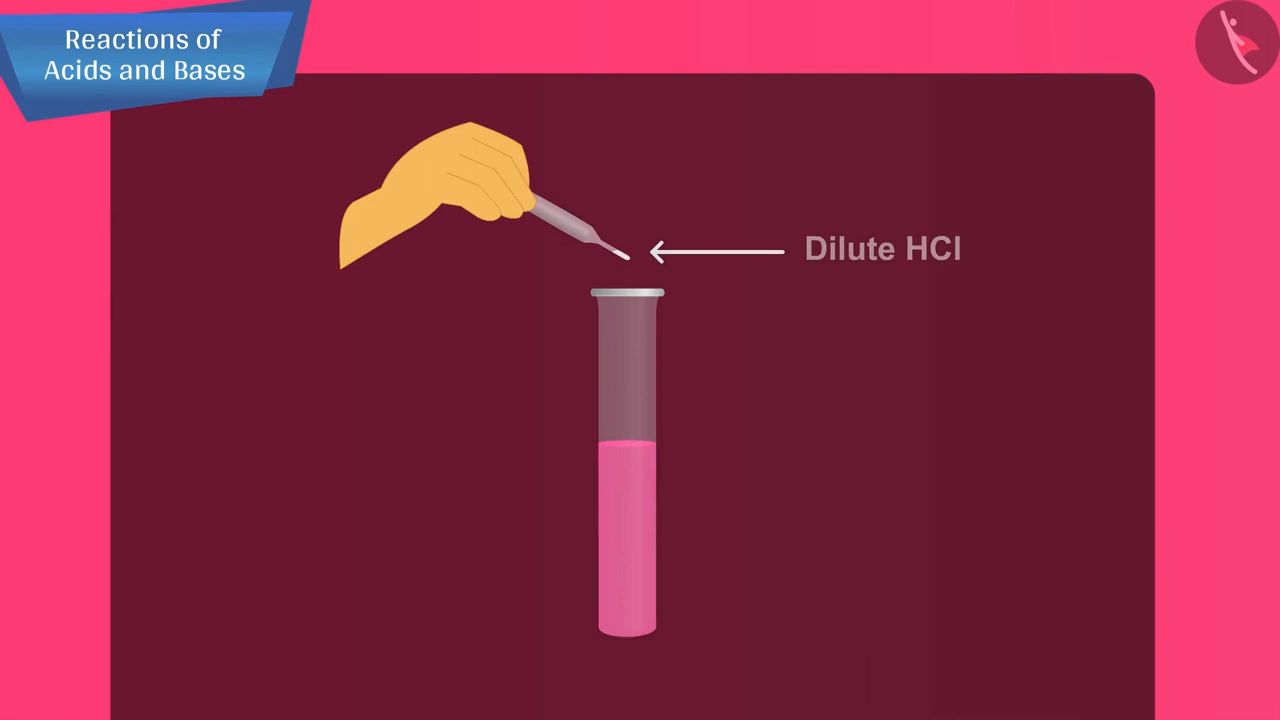 Reactions of
Acids and Bases
Dilute HCl